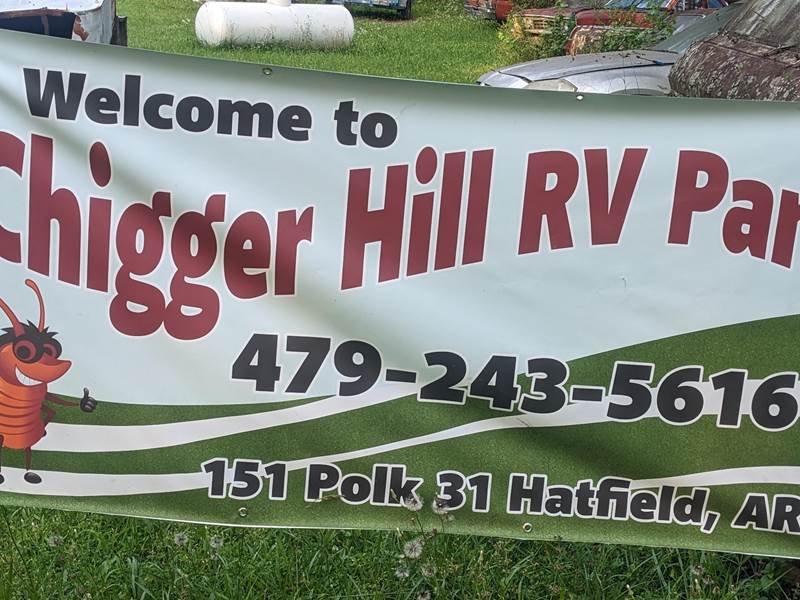 Welcome to
Chigger Hill RV Par
479-243-5616
151 Polk 31 Hatfield, AR